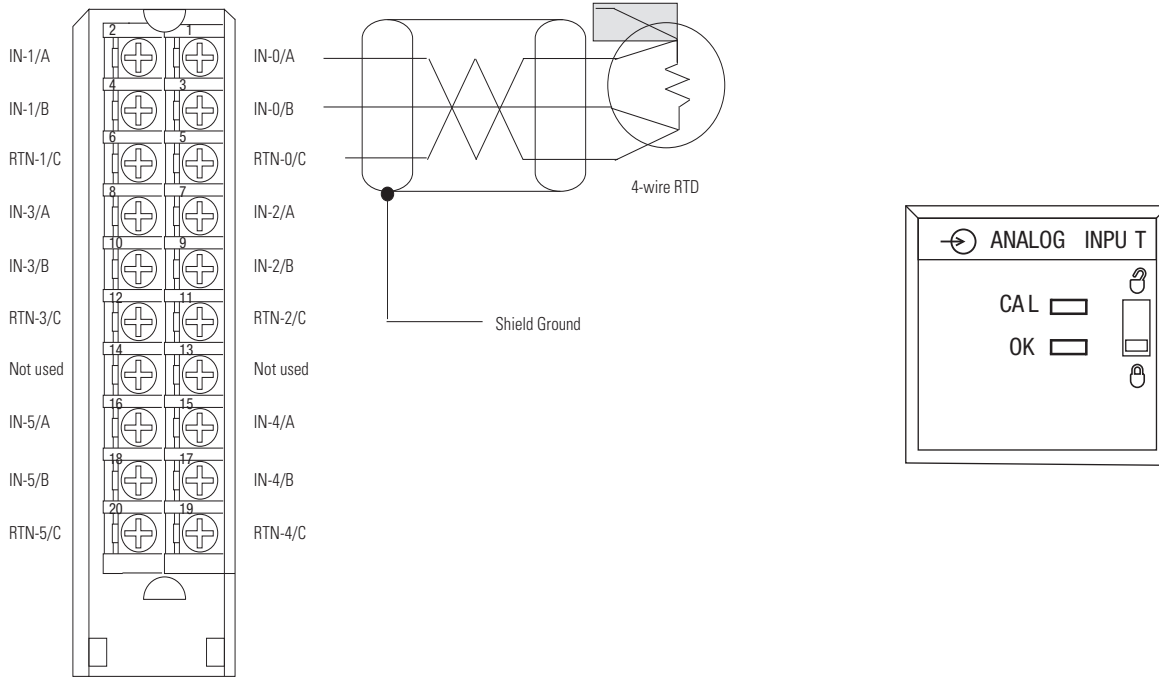 2 1
IN-1/A IN-0/A
4 3
IN-1/B IN-0/B
6 5
RTN-1/C RTN-0/C
8 7
IN-3/A IN-2/A
10 9
IN-3/B IN-2/B
12 11
RTN-3/C RTN-2/C
14 13
Not used Not used
16 15
IN-5/A IN-4/A
18 17
IN-5/B IN-4/B
20 19
RTN-5/C RTN-4/C
4-wire RTD
Shield Ground
ANALOG INPU T
CAL
OK